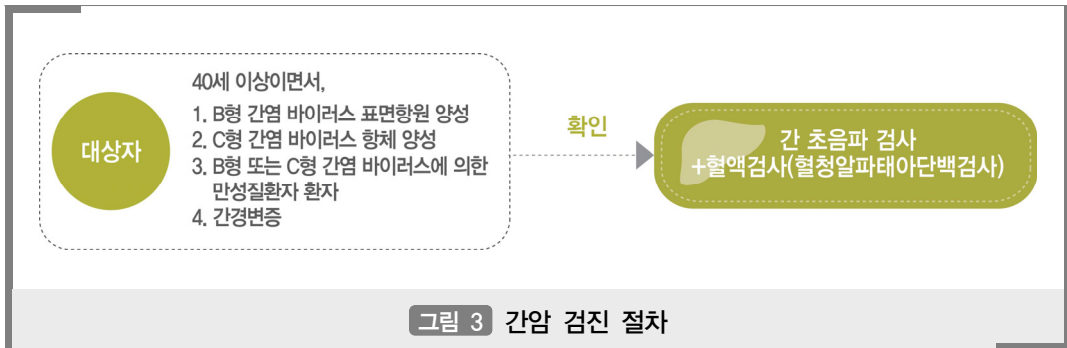 대상자
40세 이상이면서,
1. B형 간염 바이러스 표면항원 양성
2. C형 간염 바이러스 항체 양성
3. B형 또는 C형 간염 바이러스에 의한
만성질환자 환자
4. 간경변증
확인
간 초음파 검사
+혈액검사(혈청알파태아단백검사)
그림 3 간암 검진 절차